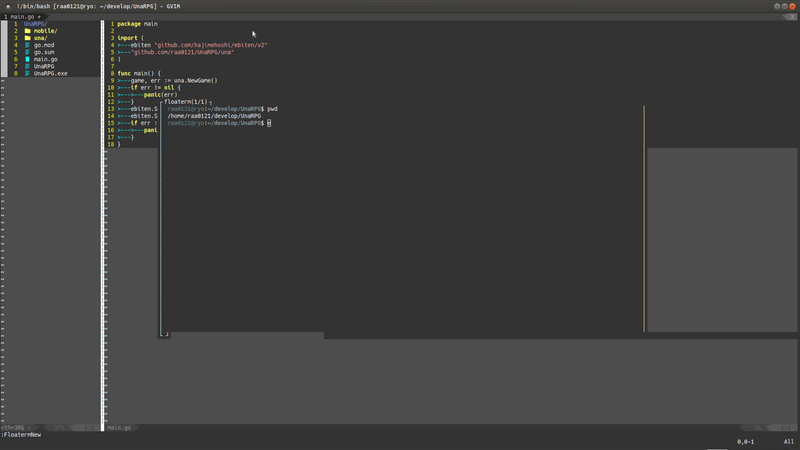 !/bin/bash [raa0121@ryo: ~/develop/UnaRPG] - GVIM
1 main.go +
X
1 UnaRPG/
2 mobile/
3 una/
4 go.mod
5 go.sum
6 main.go
7 UnaRPG
8 UnaRPG.exe
1 package main
2
3 import (
4 >---ebiten "github.com/hajimehoshi/ebiten/v2"
5 >---"github.com/raa0121/UnaRPG/una"
6 )
7
8 func main() {
9 >---game, err := una.NewGame()
10 >---if err != nil {
11 >--->---panic(err)
12 >---}
13 >---ebiten.S
14 >---ebiten.S
15 >---if err :
16 >--->---pani
17 >---}
18 }
floaterm(1/1)
raa0121@ryo:~/develop/UnaRPG$ pwd
/home/raa0121/develop/UnaRPG
raa0121@ryo:~/develop/UnaRPG$
main.go
:FloatermNew
0,0-1 All